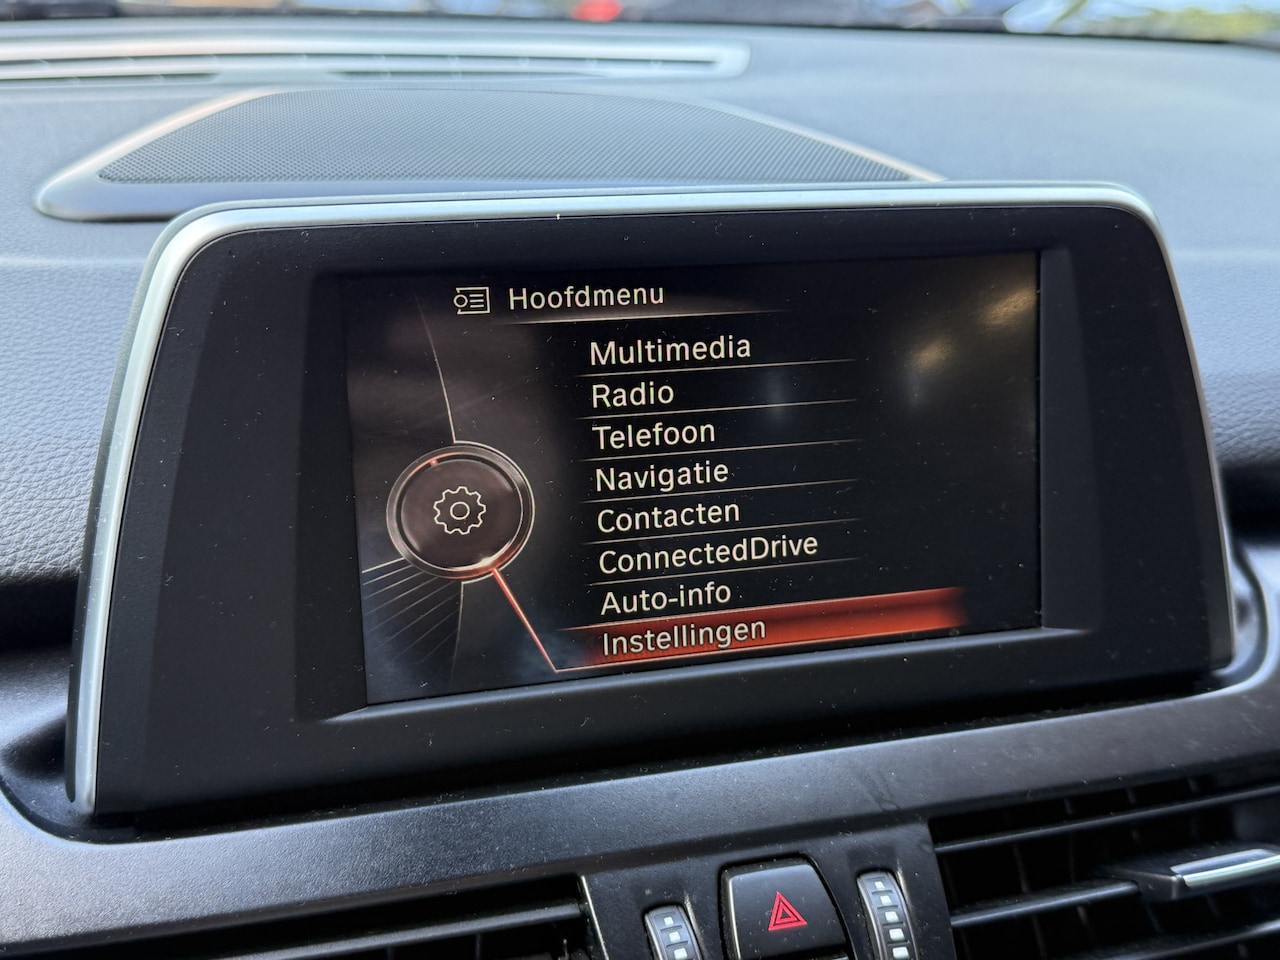 Hoofdmenu
Multimedia
Radio
Telefoon
Navigatie
Contacten
ConnectedDrive
Auto-info
Instellingen